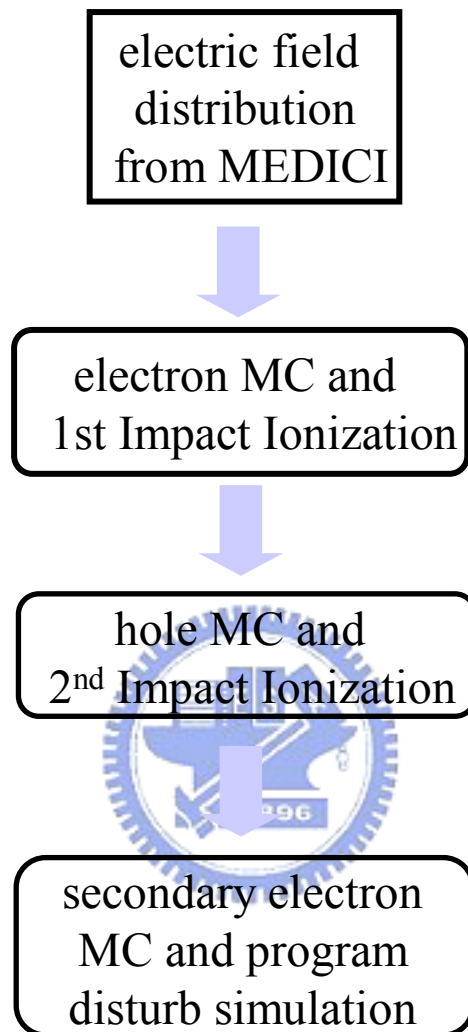 electric field
distribution
from MEDICI
electron MC and
1st Impact Ionization
hole MC and
2nd Impact Ionization
896
secondary electron
MC and program
disturb simulation